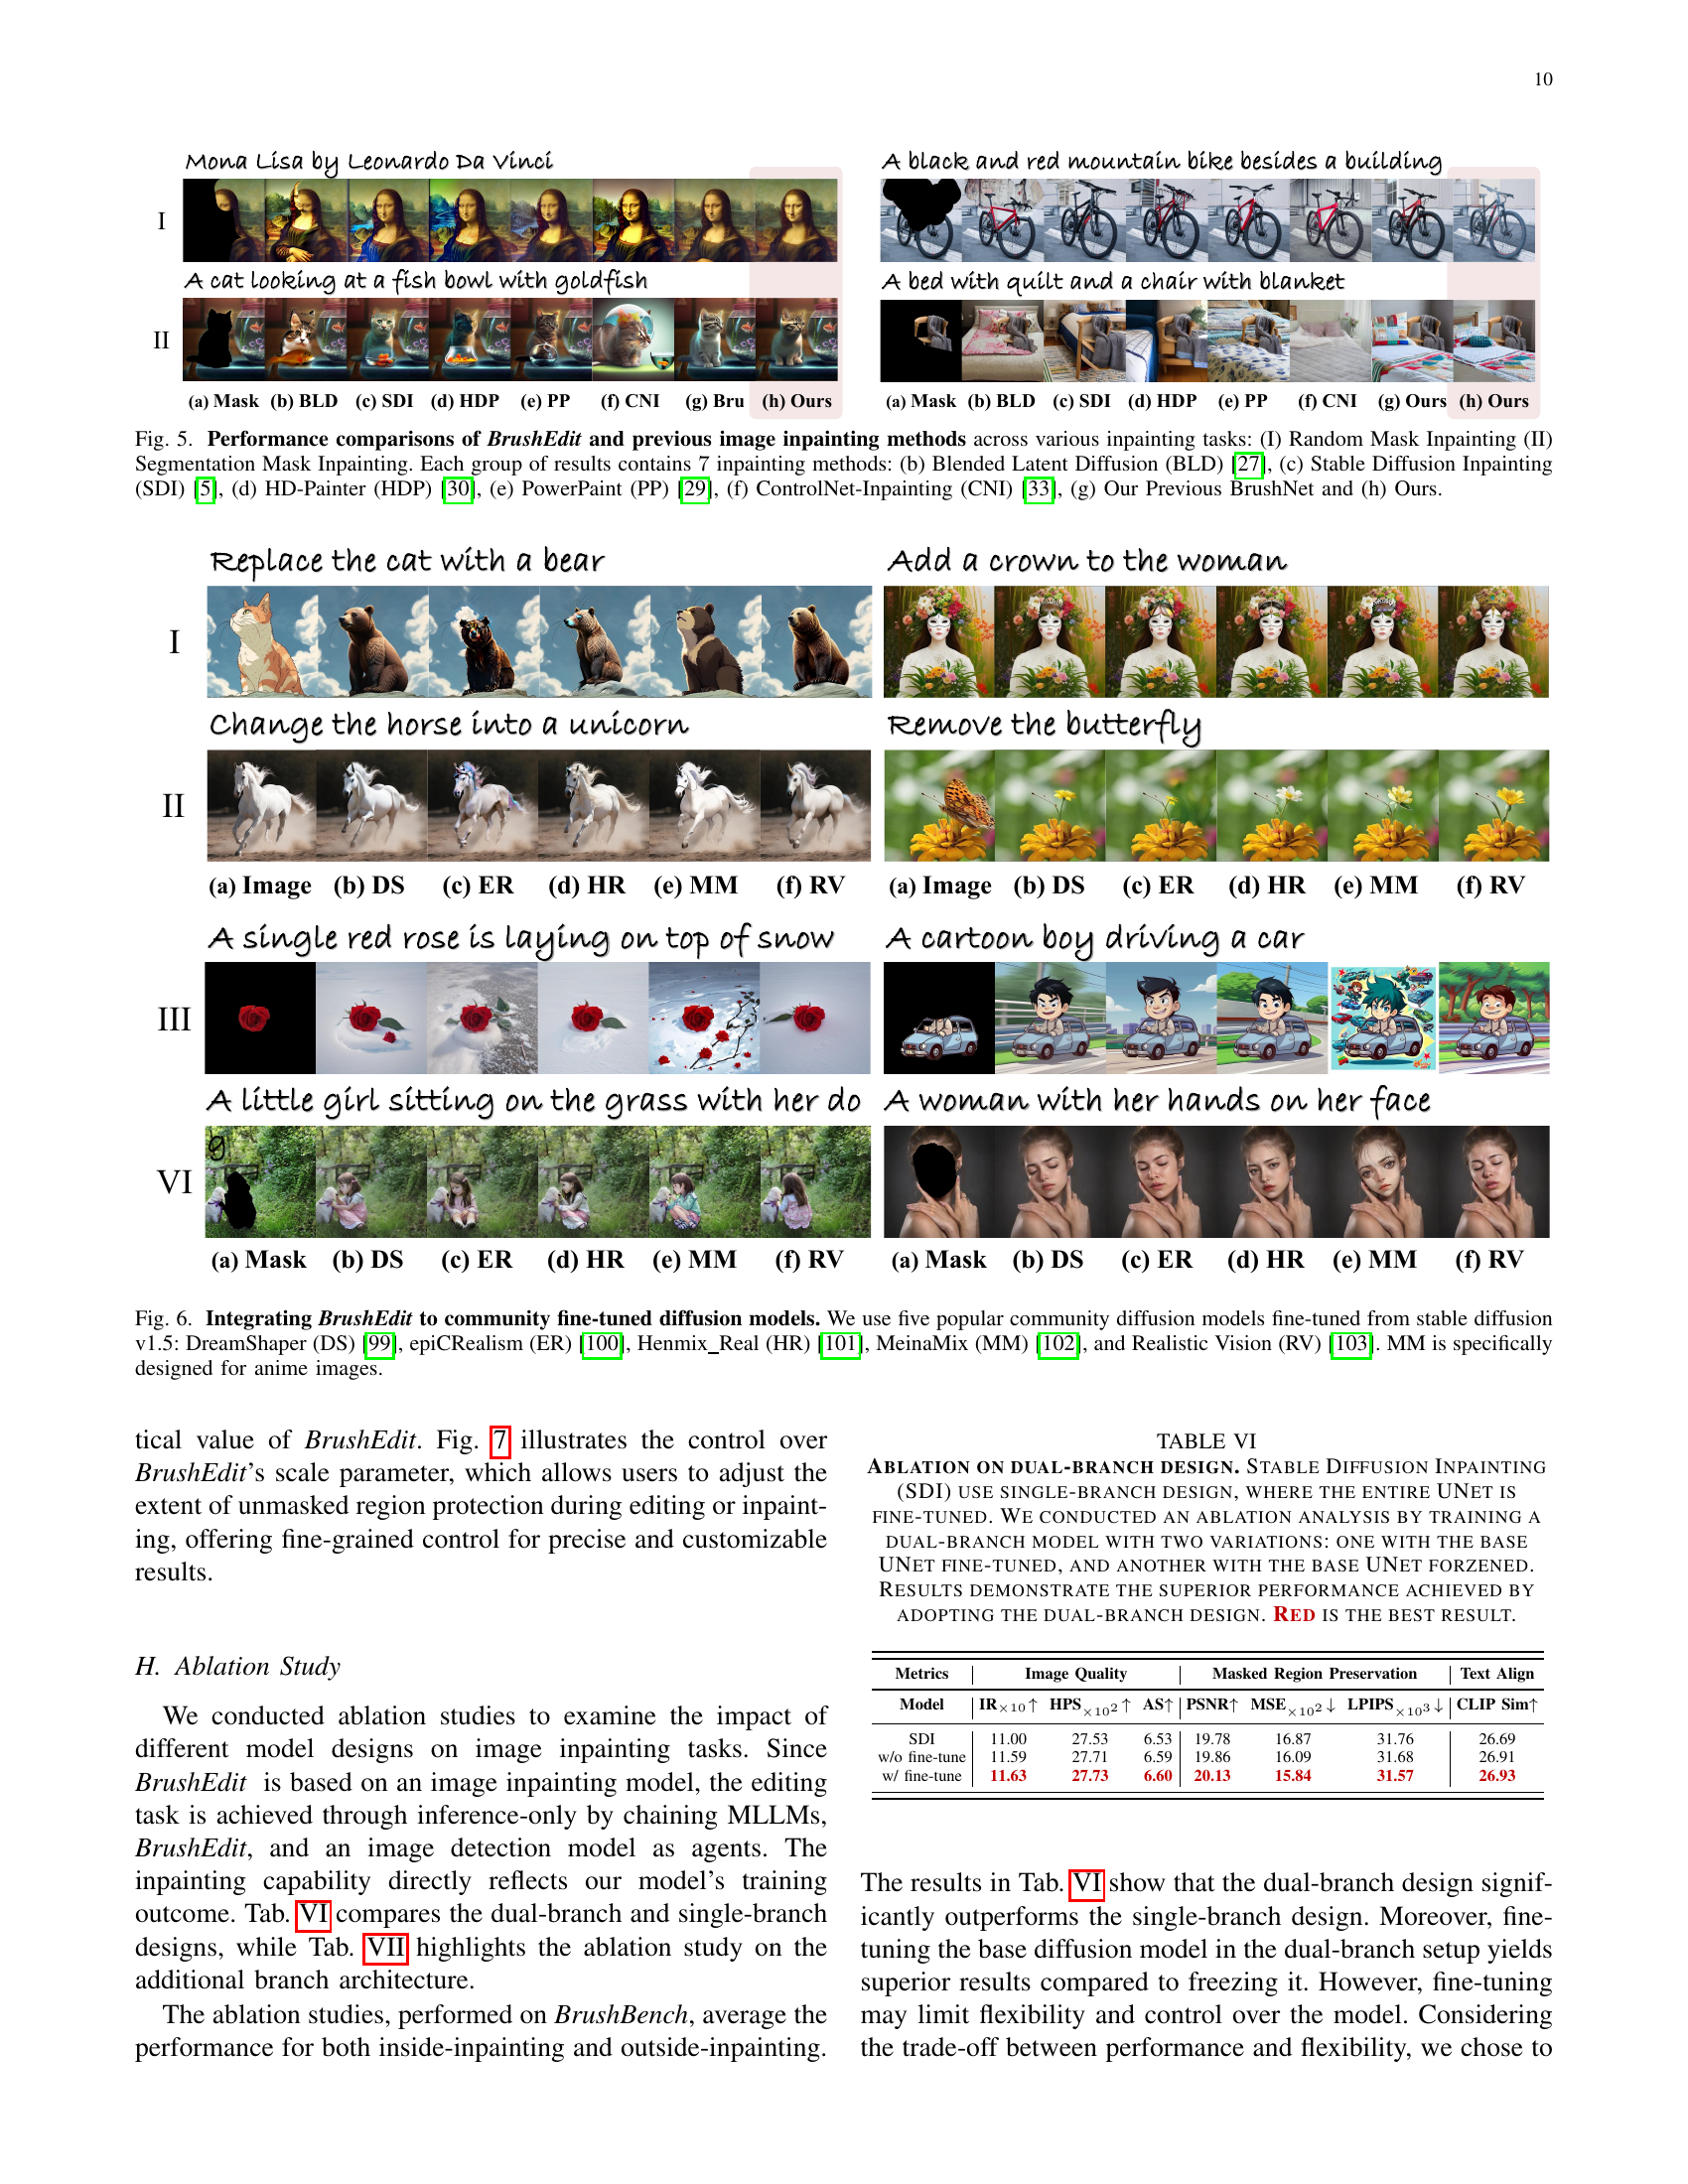 10
Mona Lisa by Leonardo Da Vinci
I
A cat looking at a fish bowl with goldfish
II
(a) Mask (b) BLD (c) SDI (d) HDP (e) PP (f) CNI (g) Bru (h) Ours
A black and red mountain bike besides a building
A bed with quilt and a chair with blanket
(a) Mask (b) BLD (c) SDI (d) HDP (e) PP (f) CNI (g) Ours (h) Ours
Fig. 5. Performance comparisons of BrushEdit and previous image inpainting methods across various inpainting tasks: (I) Random Mask Inpainting (II)
Segmentation Mask Inpainting. Each group of results contains 7 inpainting methods: (b) Blended Latent Diffusion (BLD) [27], (c) Stable Diffusion Inpainting
(SDI) [5], (d) HD-Painter (HDP) [30], (e) PowerPaint (PP) [29], (f) ControlNet-Inpainting (CNI) [33], (g) Our Previous BrushNet and (h) Ours.
Replace the cat with a bear
Add a crown to the woman
I
Change the horse into a unicorn
Remove the butterfly
II
(a) Image (b) DS (c) ER (d) HR (e) MM (f) RV
(a) Image (b) DS (c) ER (d) HR (e) MM (f) RV
A single red rose is laying on top of snow
A cartoon boy driving a car
III
A little girl sitting on the grass with her do
g
A woman with her hands on her face
VI
(a) Mask (b) DS (c) ER (d) HR (e) MM (f) RV
(a) Mask (b) DS (c) ER (d) HR (e) MM (f) RV
Fig. 6. Integrating BrushEdit to community fine-tuned diffusion models. We use five popular community diffusion models fine-tuned from stable diffusion
v1.5: DreamShaper (DS) [99], epiCRealism (ER) [100], Henmix_Real (HR) [101], MeinaMix (MM) [102], and Realistic Vision (RV) [103]. MM is specifically
designed for anime images.
tical value of BrushEdit. Fig. 7 illustrates the control over
BrushEdit's scale parameter, which allows users to adjust the
extent of unmasked region protection during editing or inpaint-
ing, offering fine-grained control for precise and customizable
results.
H. Ablation Study
We conducted ablation studies to examine the impact of
different model designs on image inpainting tasks. Since
BrushEdit is based on an image inpainting model, the editing
task is achieved through inference-only by chaining MLLMs,
BrushEdit, and an image detection model as agents. The
inpainting capability directly reflects our model's training
outcome. Tab. VI compares the dual-branch and single-branch
designs, while Tab. VII highlights the ablation study on the
additional branch architecture.
The ablation studies, performed on BrushBench, average the
performance for both inside-inpainting and outside-inpainting.
TABLE VI
ABLATION ON DUAL-BRANCH DESIGN. STABLE DIFFUSION INPAINTING
(SDI) USE SINGLE-BRANCH DESIGN, WHERE THE ENTIRE UNET IS
FINE-TUNED. WE CONDUCTED AN ABLATION ANALYSIS BY TRAINING A
DUAL-BRANCH MODEL WITH TWO VARIATIONS: ONE WITH THE BASE
UNET FINE-TUNED, AND ANOTHER WITH THE BASE UNET FORZENED.
RESULTS DEMONSTRATE THE SUPERIOR PERFORMANCE ACHIEVED BY
ADOPTING THE DUAL-BRANCH DESIGN. RED IS THE BEST RESULT.
Metrics Image Quality Masked Region Preservation Text Align
Model IR×10↑ HPS×10²↑ AS↑ PSNR↑ MSE×10²↓ LPIPS×10³↓ CLIP Sim↑
SDI 11.00 27.53 6.53 19.78 16.87 31.76 26.69
w/o fine-tune 11.59 27.71 6.59 19.86 16.09 31.68 26.91
w/ fine-tune 11.63 27.73 6.60 20.13 15.84 31.57 26.93
The results in Tab. VI show that the dual-branch design signif-
icantly outperforms the single-branch design. Moreover, fine-
tuning the base diffusion model in the dual-branch setup yields
superior results compared to freezing it. However, fine-tuning
may limit flexibility and control over the model. Considering
the trade-off between performance and flexibility, we chose to